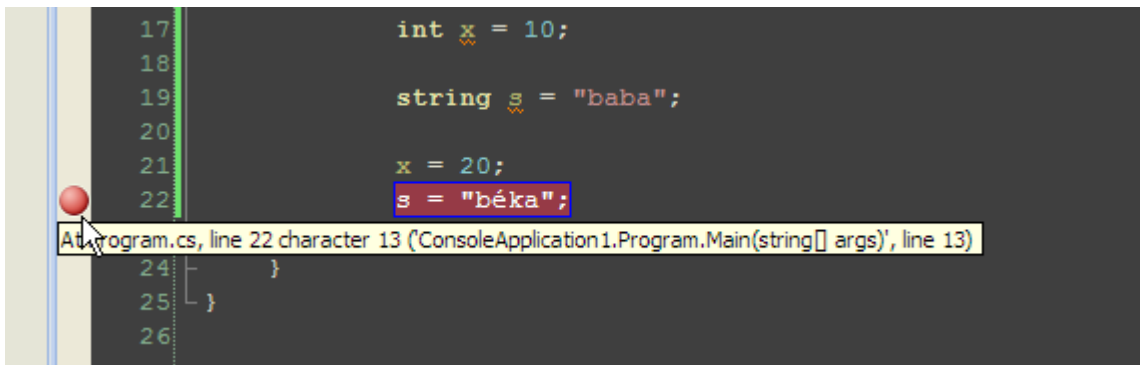 17 int x = 10;
18
19 string s = "baba";
20
21 x = 20;
22 s = "béka";
At rogram.cs, line 22 character 13 ('ConsoleApplication1.Program.Main(string[] args)', line 13)
24 }
25 }
26